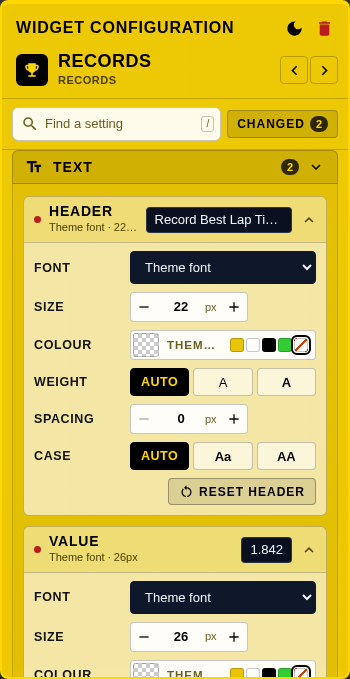 WIDGET CONFIGURATION
RECORDS
RECORDS
Find a setting /
CHANGED 2
TEXT 2
HEADER
Theme font · 22...
Record Best Lap Ti...
FONT Theme font
SIZE − 22 px +
COLOUR THEM...
WEIGHT AUTO A A
SPACING − 0 px +
CASE AUTO Aa AA
RESET HEADER
VALUE
Theme font · 26px
1.842
FONT Theme font
SIZE − 26 px +
COLOUR THEM